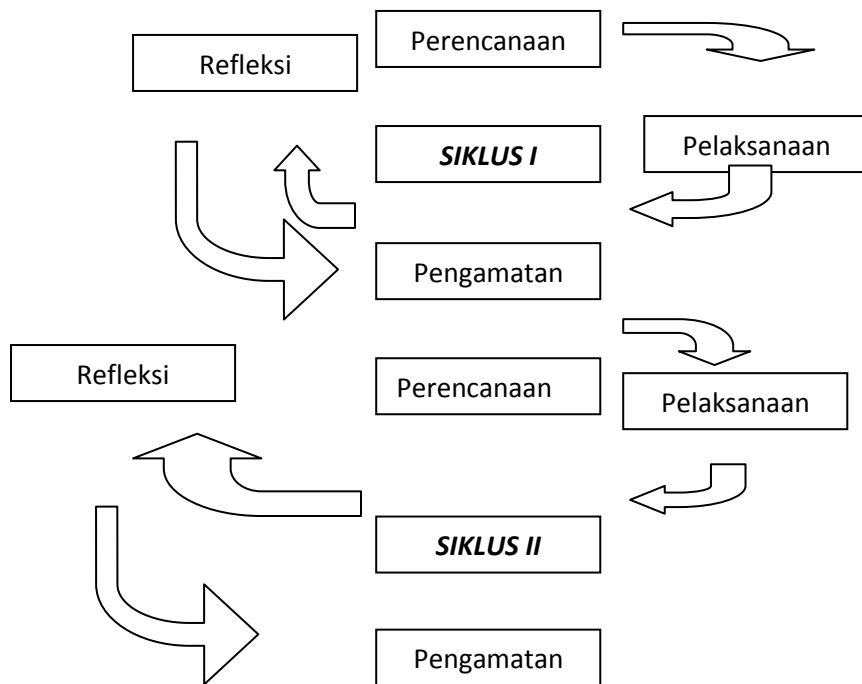 Perencanaan
Refleksi
SIKLUS I
Pelaksanaan
Pengamatan
Refleksi
Perencanaan
Pelaksanaan
SIKLUS II
Pengamatan